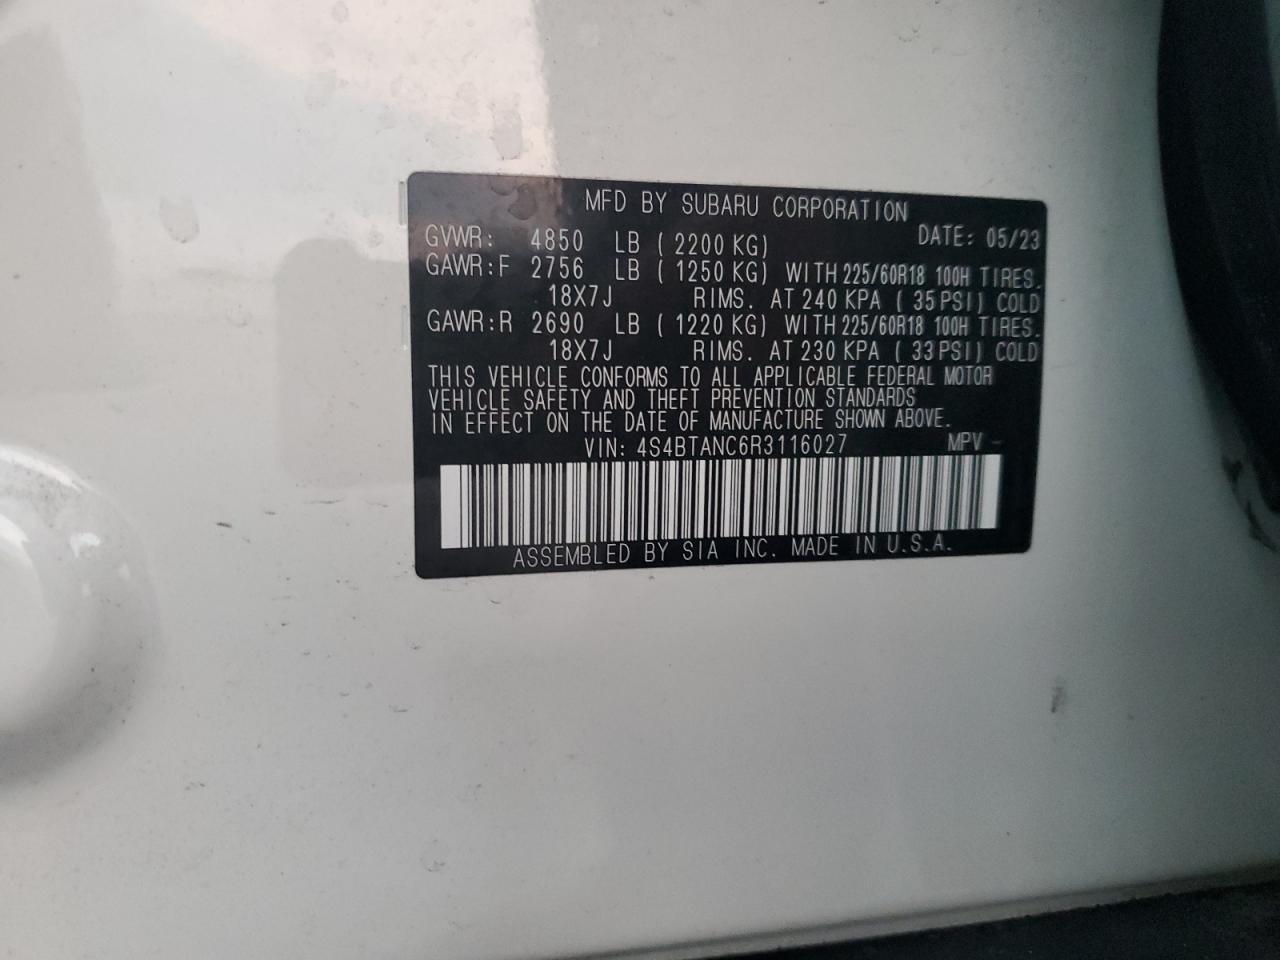 MFD BY SUBARU CORPORATION
GVWR: 4850 LB ( 2200 KG) DATE: 05/23
GAWR:F 2756 LB ( 1250 KG) WITH 225/60R18 100H TIRES.
18X7J RIMS. AT 240 KPA ( 35 PSI) COLD
GAWR:R 2690 LB ( 1220 KG) WITH 225/60R18 100H TIRES.
18X7J RIMS. AT 230 KPA ( 33 PSI) COLD
THIS VEHICLE CONFORMS TO ALL APPLICABLE FEDERAL MOTOR
VEHICLE SAFETY AND THEFT PREVENTION STANDARDS
IN EFFECT ON THE DATE OF MANUFACTURE SHOWN ABOVE.
VIN: 4S4BTANC6R3116027 MPV -
ASSEMBLED BY SIA INC. MADE IN U.S.A.